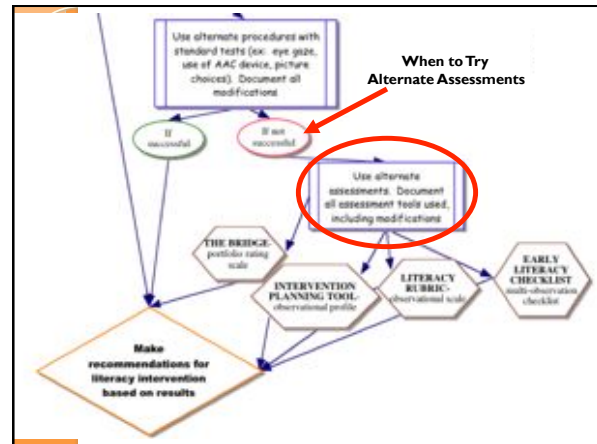 Use alternate procedures with
standard tests (ex: eye gaze,
use of AAC device, picture
choices). Document all
modifications
When to Try
Alternate Assessments
If
successful
If not
successful
Use alternate
assessments. Document
all assessment tools used,
including modifications
THE BRIDGE-
portfolio rating
scale
INTERVENTION
PLANNING TOOL-
observational profile
LITERACY
RUBRIC-
observational scale
EARLY
LITERACY
CHECKLIST
multi-observation
checklist
Make
recommendations for
literacy intervention
based on results